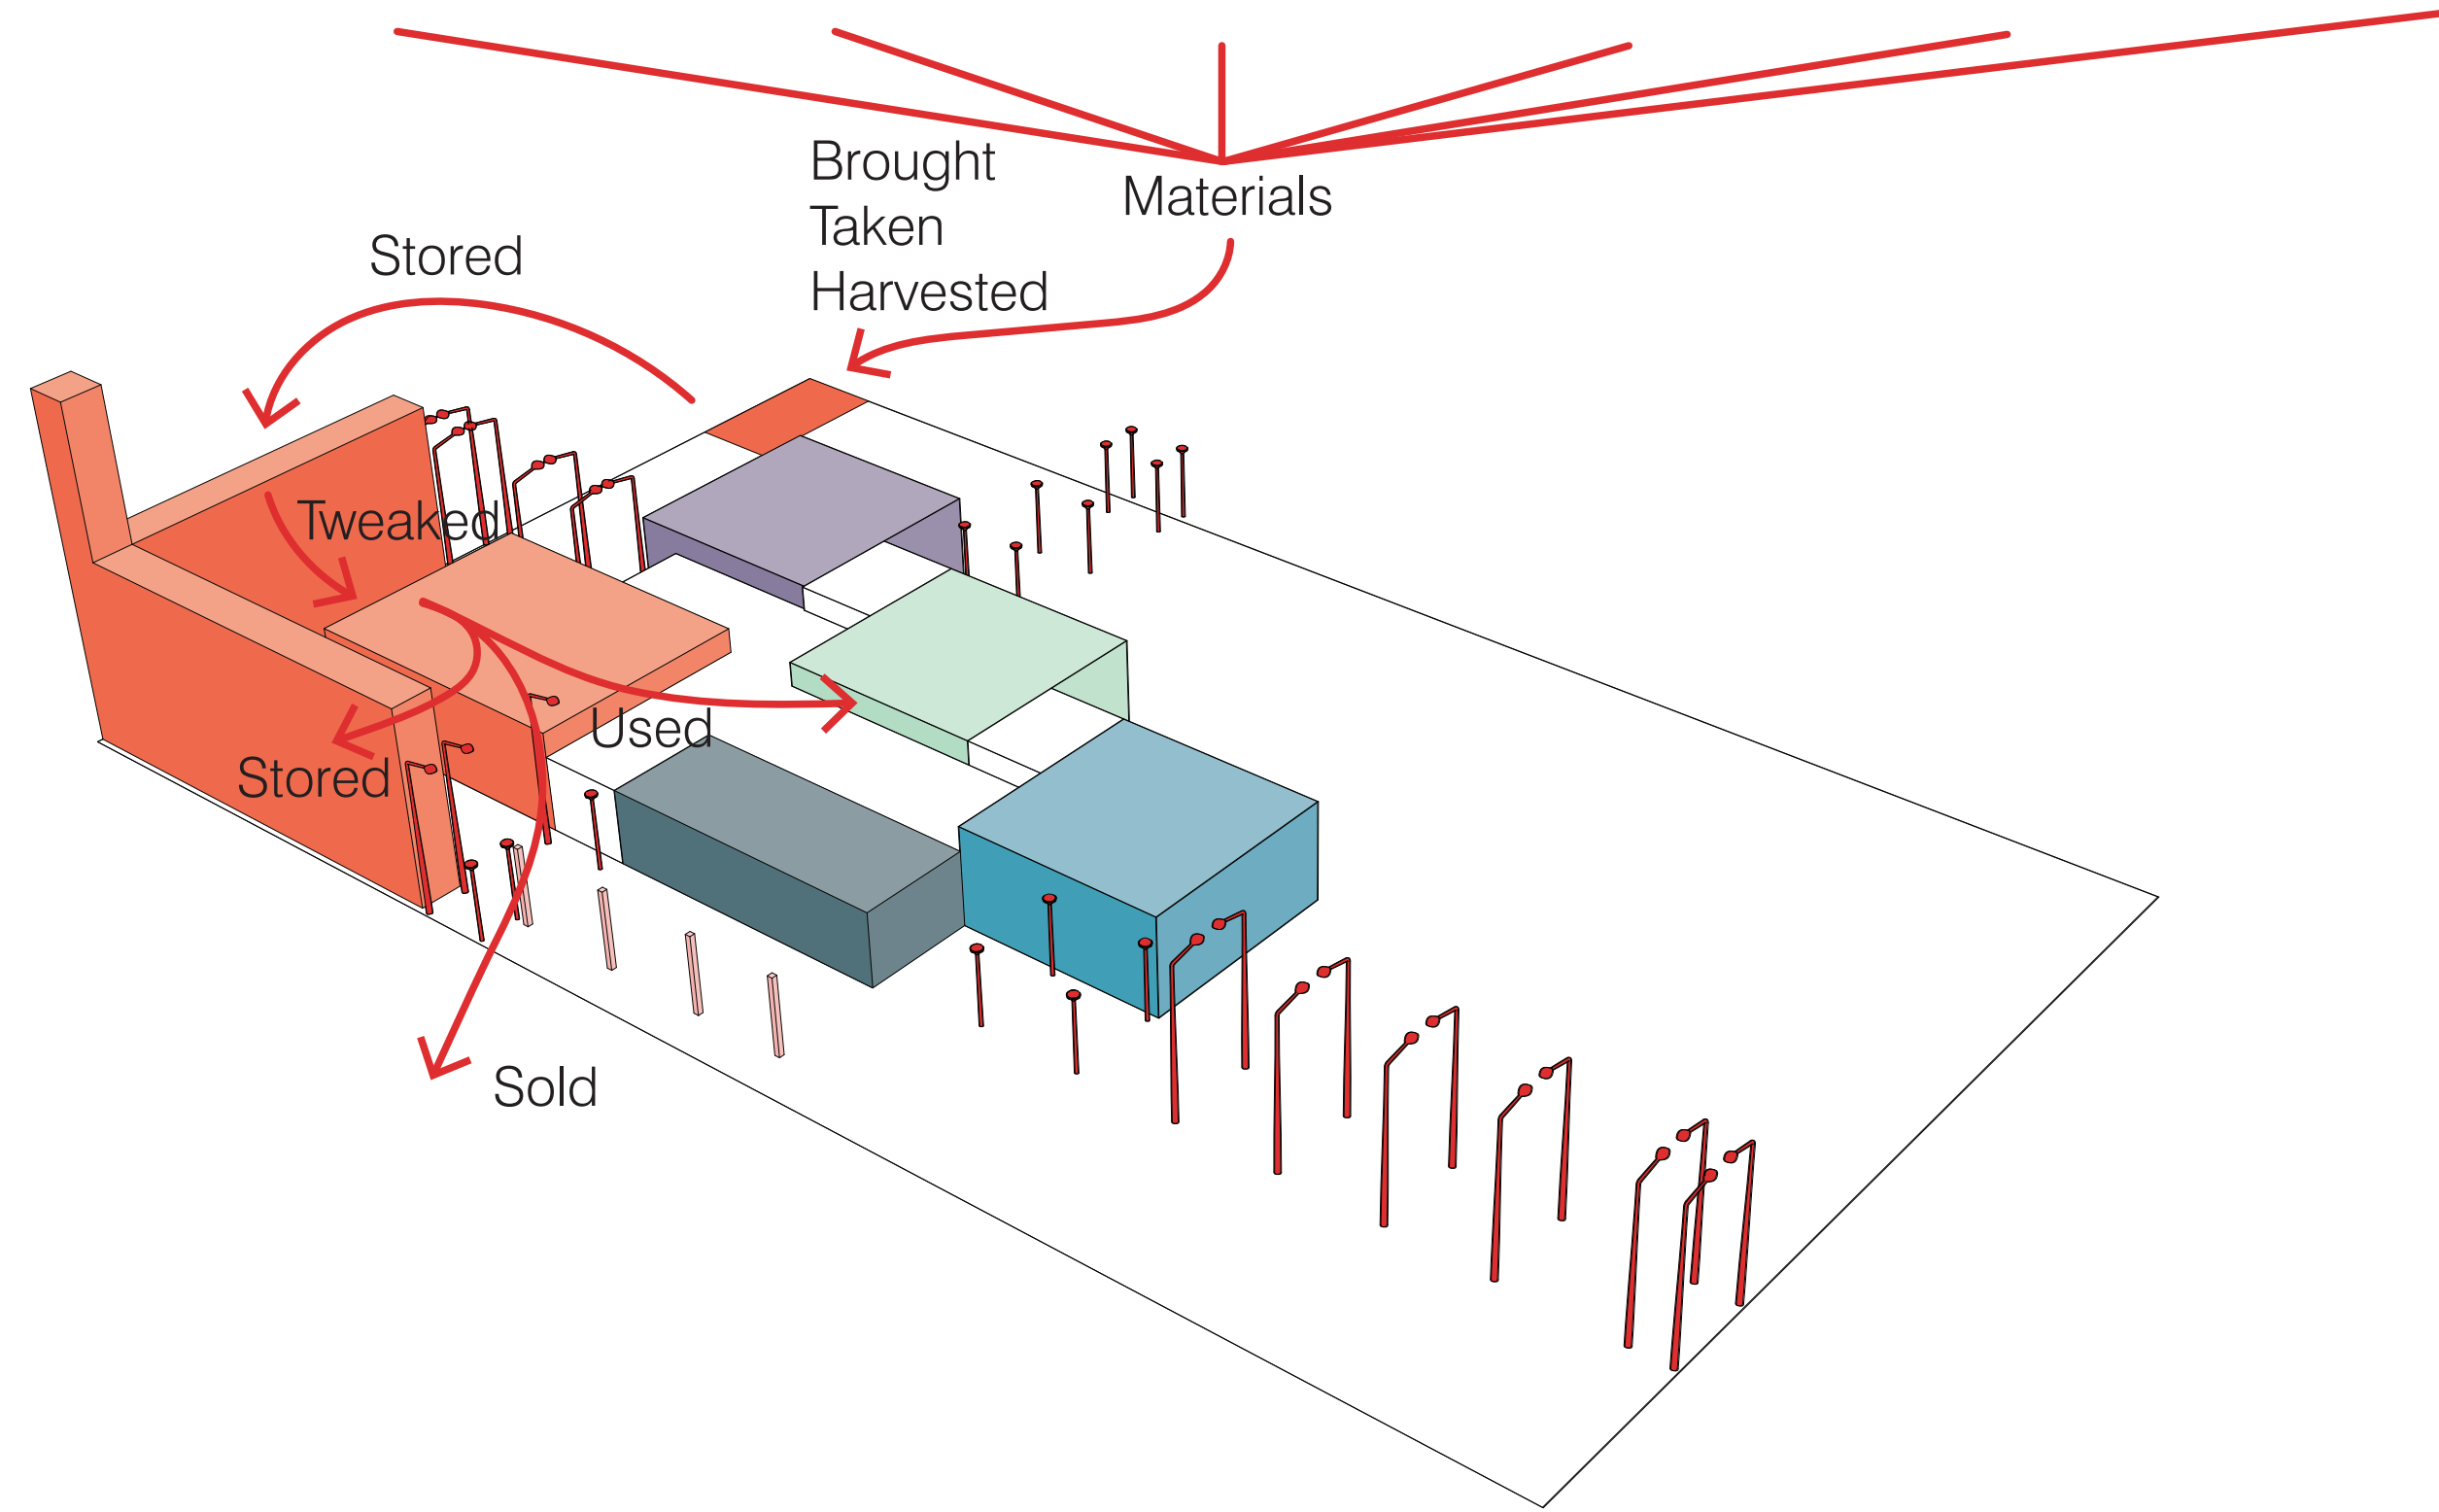 Brought
Taken
Harvested
Materials
Stored
Tweaked
Used
Stored
Sold